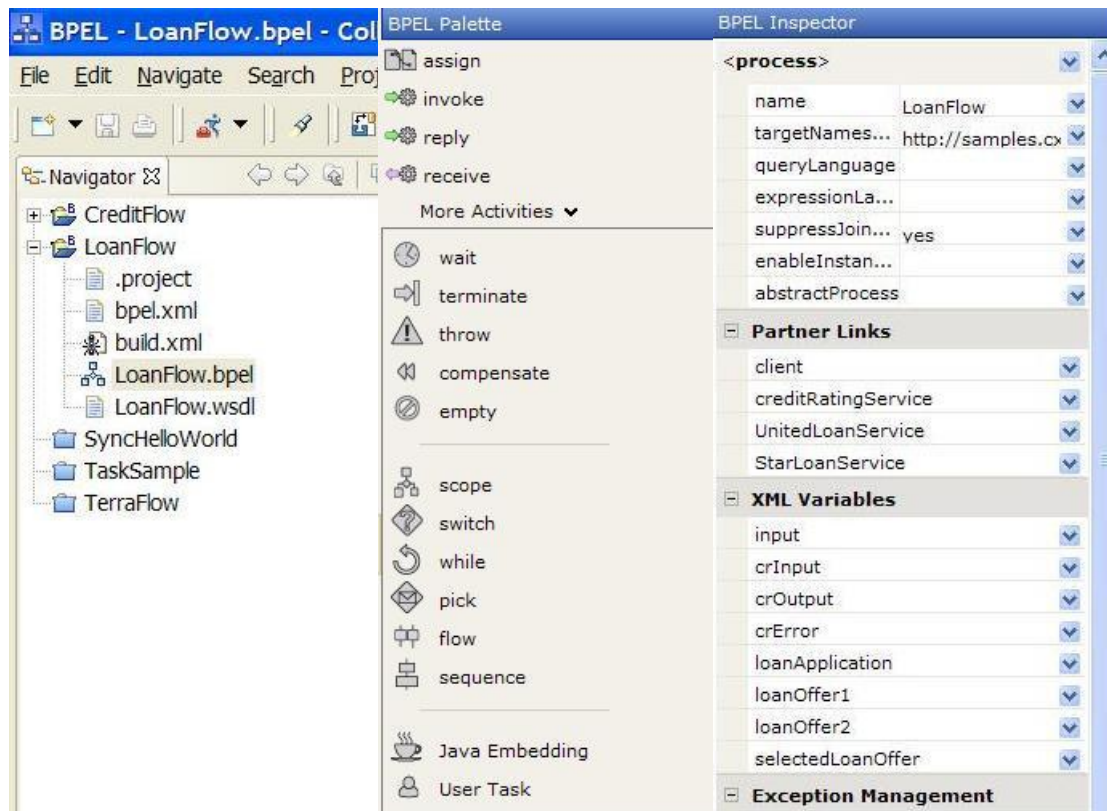 BPEL - LoanFlow.bpel - Col
File Edit Navigate Search Proj
Navigator
CreditFlow
LoanFlow
.project
bpel.xml
build.xml
LoanFlow.bpel
LoanFlow.wsdl
SyncHelloWorld
TaskSample
TerraFlow
BPEL Palette
assign
invoke
reply
receive
More Activities
wait
terminate
throw
compensate
empty
scope
switch
while
pick
flow
sequence
Java Embedding
User Task
BPEL Inspector
<process>
name LoanFlow
targetNames... http://samples.cx
queryLanguage
expressionLa...
suppressJoin... yes
enableInstan...
abstractProcess
Partner Links
client
creditRatingService
UnitedLoanService
StarLoanService
XML Variables
input
crInput
crOutput
crError
loanApplication
loanOffer1
loanOffer2
selectedLoanOffer
Exception Management